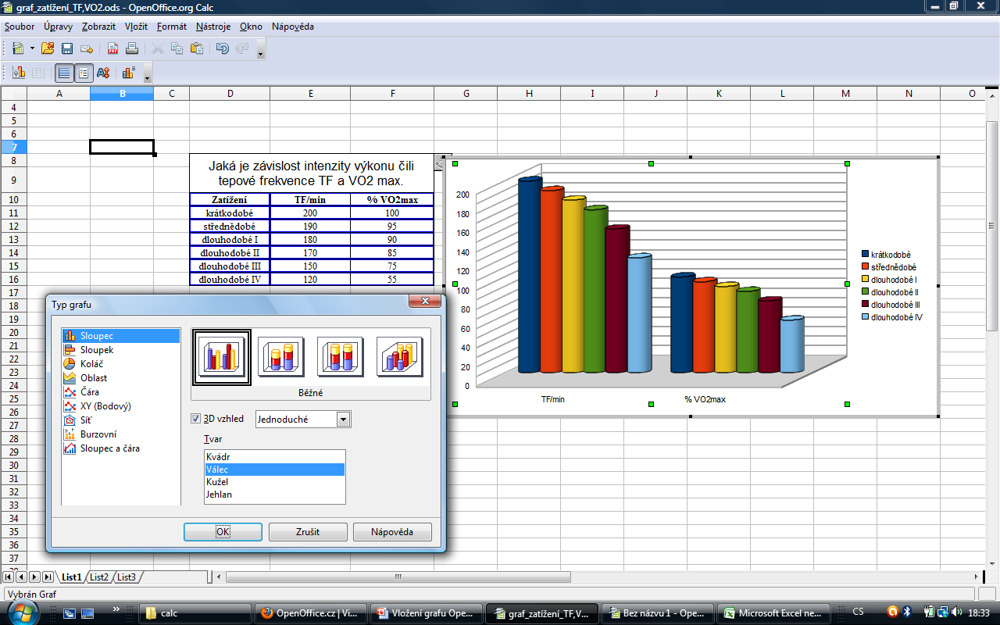 graf_zatížení_TF,VO2.ods - OpenOffice.org Calc
Soubor Úpravy Zobrazit Vložit Formát Nástroje Okno Nápověda
A B C D E F G H I J K L M N O
4
5
6
7
8
Jaká je závislost intenzity výkonu čili
9
tepové frekvence TF a VO2 max.
10 Zatížení TF/min % VO2max
11 krátkodobé 200 100
12 střednědobé 190 95
13 dlouhodobé I 180 90
14 dlouhodobé II 170 85
15 dlouhodobé III 150 75
16 dlouhodobé IV 120 55
17
18
19
20
21
22
23
24
25
26
27
28
29
30
31
32
33
34
35
36
37
200
180
160
140
120
100
80
60
40
20
0
TF/min % VO2max
krátkodobé
střednědobé
dlouhodobé I
dlouhodobé II
dlouhodobé III
dlouhodobé IV
Typ grafu
Sloupec
Sloupek
Koláč
Oblast
Čára
XY (Bodový)
Síť
Burzovní
Sloupec a čára
Běžné
3D vzhled Jednoduché
Tvar
Kvádr
Válec
Kužel
Jehlan
OK Zrušit Nápověda
List1 List2 List3
Vybrán Graf
calc OpenOffice.cz | Vi... Vložení grafu Ope... graf_zatížení_TF,V... Bez názvu 1 - Ope... Microsoft Excel ne... CS 18:33